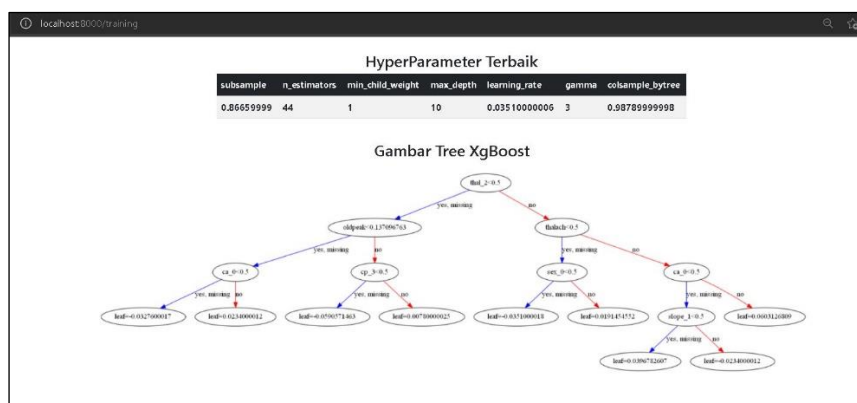 localhost:8000/training
HyperParameter Terbaik
subsample n_estimators min_child_weight max_depth learning_rate gamma colsample_bytree
0.86659999 44 1 10 0.03510000006 3 0.98789999998
Gambar Tree XgBoost
thal_2<0.5
yes, missing no
oldpeak<0.137096763 thalach<0.5
yes, missing no yes, missing no
ca_0<0.5 cp_3<0.5 sex_0<0.5 ca_0<0.5
yes, missing no yes, missing no yes, missing no yes, missing no
leaf=-0.0327600017 leaf=0.0234000012 leaf=-0.0590571463 leaf=0.00780000025 leaf=-0.0351000018 leaf=0.0191454552 slope_1<0.5 leaf=0.0603126809
yes, missing no
leaf=0.0396782607 leaf=-0.0234000012